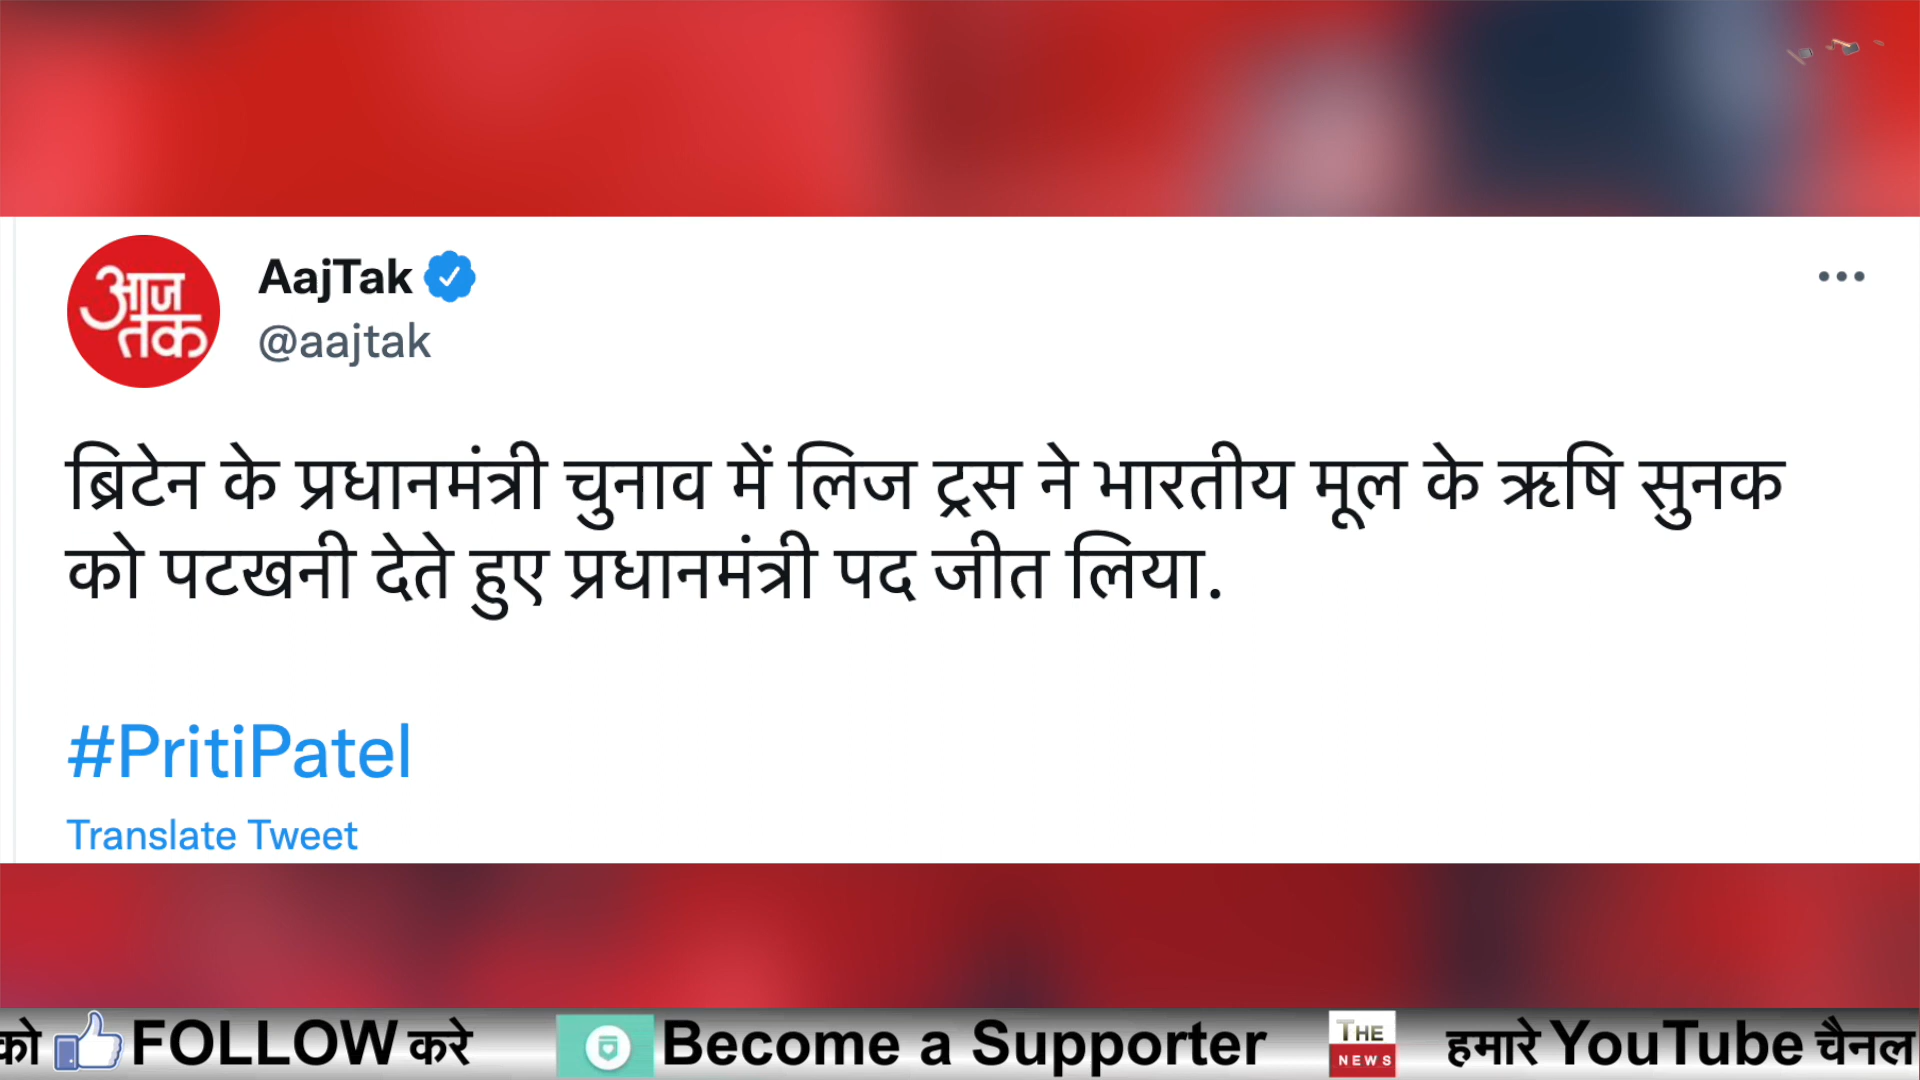 आज
तक
AajTak
@aajtak
ब्रिटेन के प्रधानमंत्री चुनाव में लिज ट्रस ने भारतीय मूल के ऋषि सुनक
को पटखनी देते हुए प्रधानमंत्री पद जीत लिया.
#PritiPatel
Translate Tweet
को FOLLOW करे Become a Supporter THE NEWS हमारे YouTube चैनल